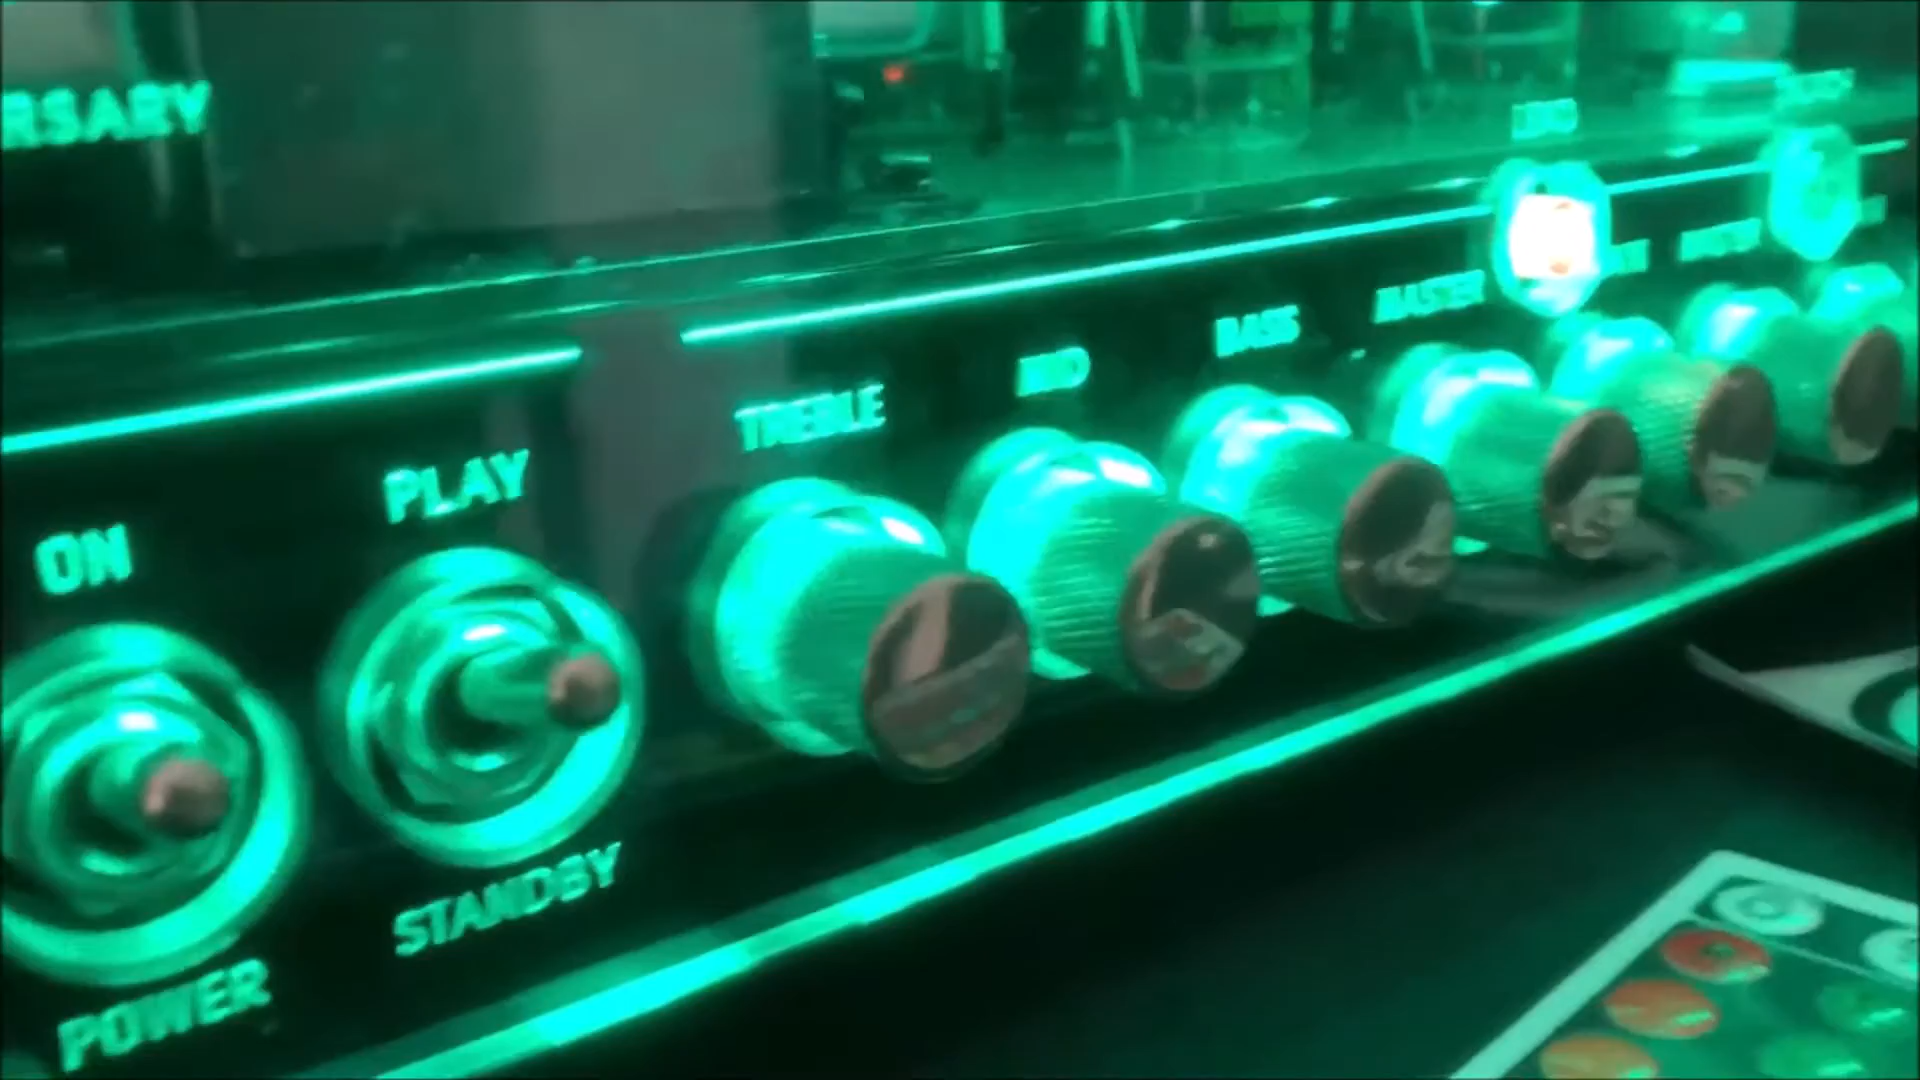 RSARY
ON
PLAY
TREBLE
MID
BASS
MASTER
STANDBY
POWER